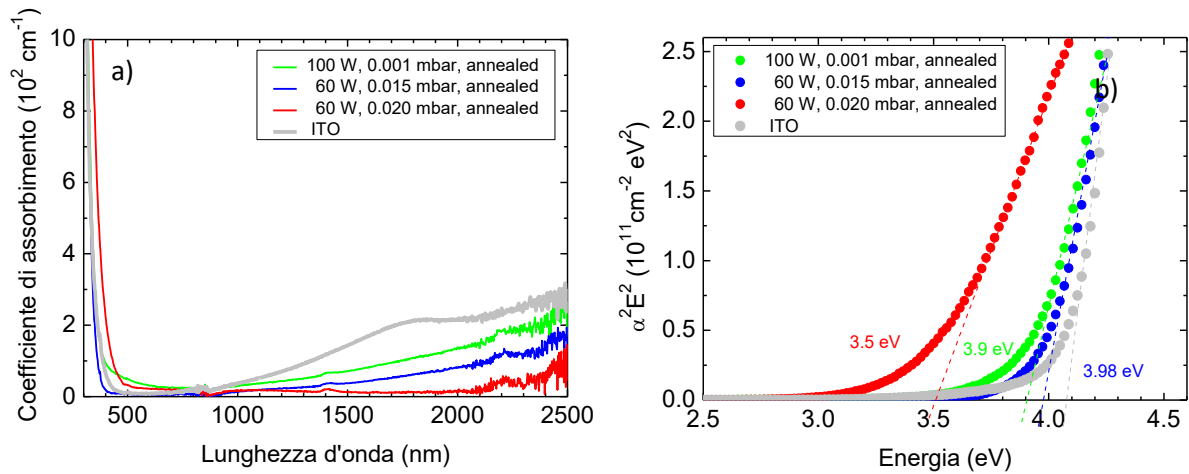 a)
100 W, 0.001 mbar, annealed
60 W, 0.015 mbar, annealed
60 W, 0.020 mbar, annealed
ITO
Coefficiente di assorbimento (10² cm⁻¹)
10
8
6
4
2
0
500 1000 1500 2000 2500
Lunghezza d'onda (nm)
b)
100 W, 0.001 mbar, annealed
60 W, 0.015 mbar, annealed
60 W, 0.020 mbar, annealed
ITO
α²E² (10¹¹cm⁻² eV²)
2.5
2.0
1.5
1.0
0.5
0.0
3.5 eV
3.9 eV
3.98 eV
2.5 3.0 3.5 4.0 4.5
Energia (eV)